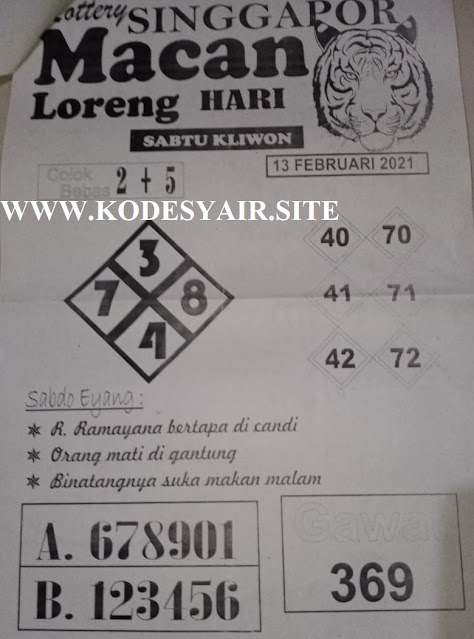 Lottery SINGGAPOR
Macan
Loreng HARI
SABTU KLIWON
13 FEBRUARI 2021
Colok Bebas 2 + 5
WWW.KODESYAIR.SITE
3
7 8
4
40 70
41 71
42 72
Sabdo Eyang :
R. Ramayana bertapa di candi
Orang mati di gantung
Binatangnya suka makan malam
A. 678901
B. 123456
Gawat
369